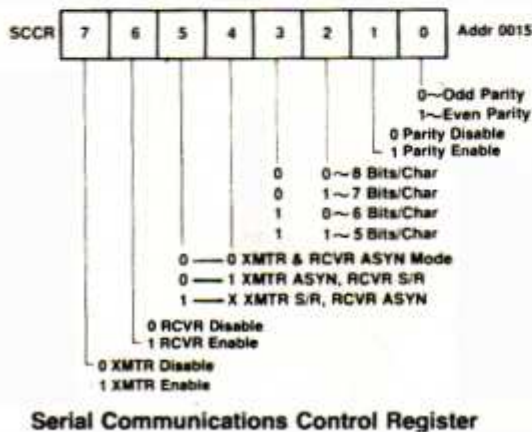 SCCR 7 6 5 4 3 2 1 0 Addr 0015
0~Odd Parity
1~Even Parity
0 Parity Disable
1 Parity Enable
0 0~8 Bits/Char
0 1~7 Bits/Char
1 0~6 Bits/Char
1 1~5 Bits/Char
0—0 XMTR & RCVR ASYN Mode
0—1 XMTR ASYN, RCVR S/R
1—X XMTR S/R, RCVR ASYN
0 RCVR Disable
1 RCVR Enable
0 XMTR Disable
1 XMTR Enable
Serial Communications Control Register